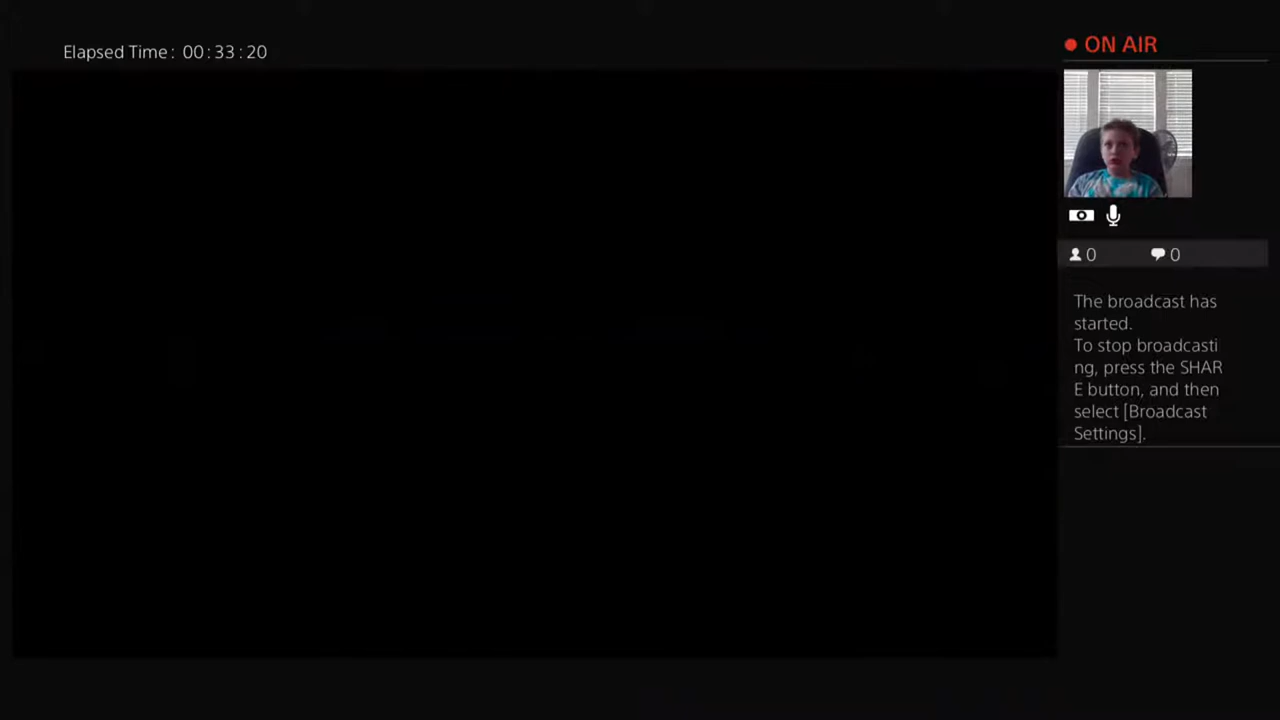 Elapsed Time: 00:33:20
ON AIR
0 0
The broadcast has
started.
To stop broadcasti
ng, press the SHAR
E button, and then
select [Broadcast
Settings].